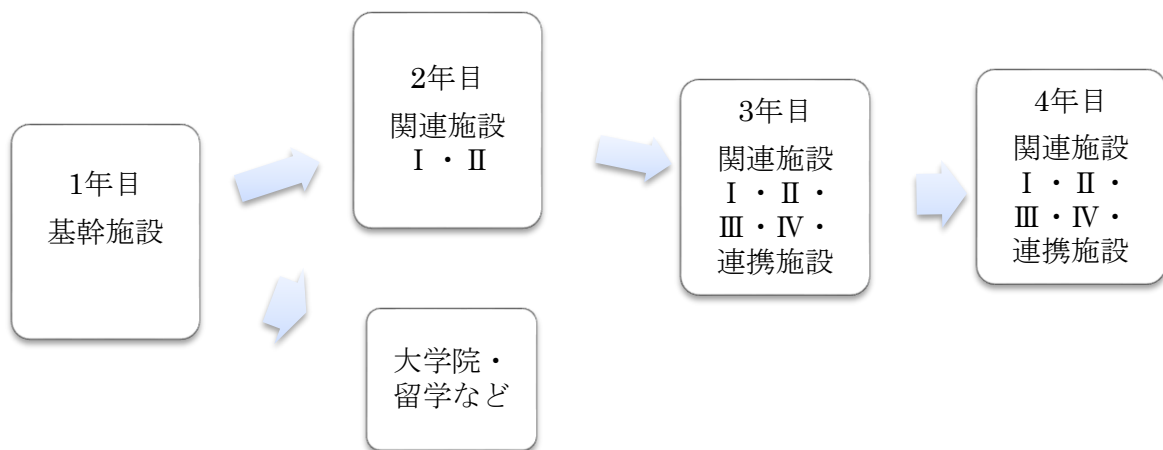 1年目
基幹施設
2年目
関連施設
Ⅰ・Ⅱ
大学院・
留学など
3年目
関連施設
Ⅰ・Ⅱ・
Ⅲ・Ⅳ・
連携施設
4年目
関連施設
Ⅰ・Ⅱ・
Ⅲ・Ⅳ・
連携施設